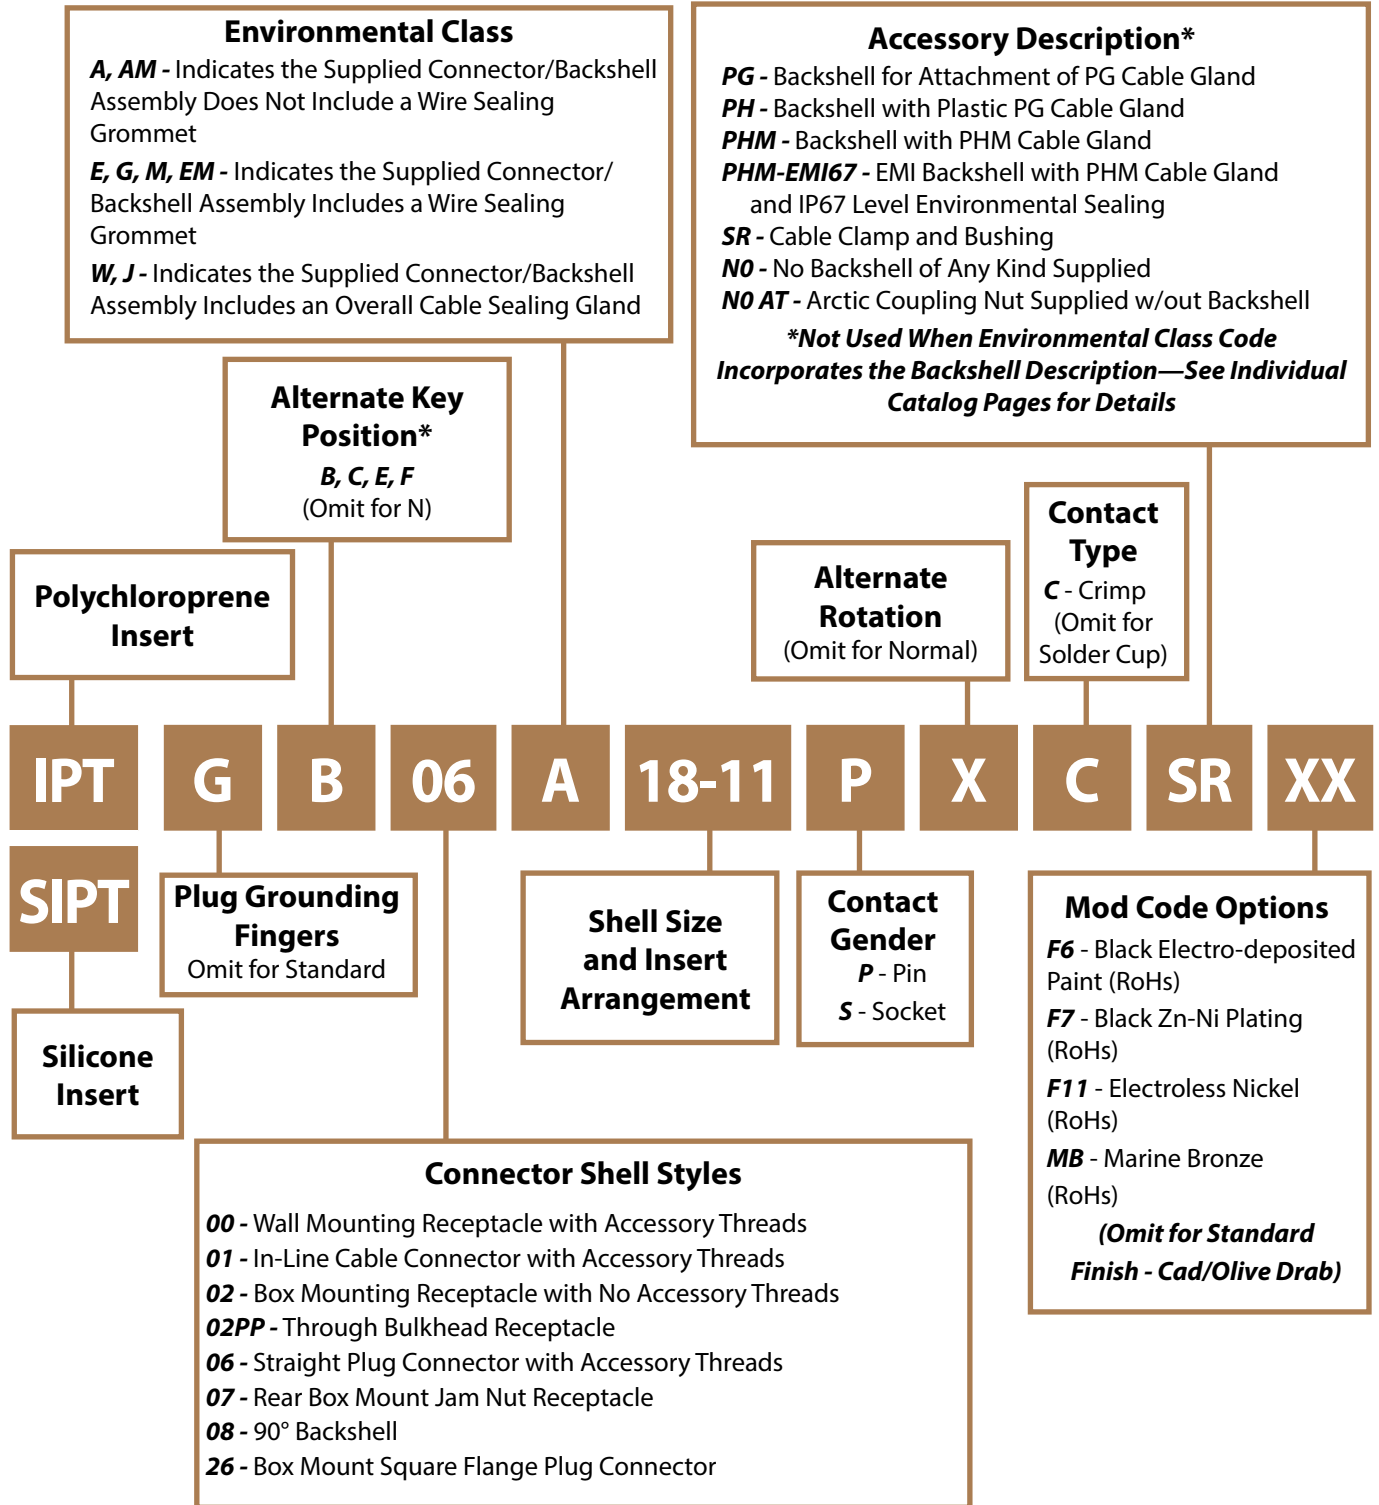 Environmental Class
A, AM - Indicates the Supplied Connector/Backshell
Assembly Does Not Include a Wire Sealing
Grommet
E, G, M, EM - Indicates the Supplied Connector/
Backshell Assembly Includes a Wire Sealing
Grommet
W, J - Indicates the Supplied Connector/Backshell
Assembly Includes an Overall Cable Sealing Gland
Accessory Description*
PG - Backshell for Attachment of PG Cable Gland
PH - Backshell with Plastic PG Cable Gland
PHM - Backshell with PHM Cable Gland
PHM-EMI67 - EMI Backshell with PHM Cable Gland
and IP67 Level Environmental Sealing
SR - Cable Clamp and Bushing
N0 - No Backshell of Any Kind Supplied
N0 AT - Arctic Coupling Nut Supplied w/out Backshell
*Not Used When Environmental Class Code
Incorporates the Backshell Description—See Individual
Catalog Pages for Details
Alternate Key
Position*
B, C, E, F
(Omit for N)
Contact
Type
C - Crimp
(Omit for
Solder Cup)
Alternate
Rotation
(Omit for Normal)
Polychloroprene
Insert
IPT G B 06 A 18-11 P X C SR XX
SIPT
Silicone
Insert
Plug Grounding
Fingers
Omit for Standard
Shell Size
and Insert
Arrangement
Contact
Gender
P - Pin
S - Socket
Mod Code Options
F6 - Black Electro-deposited
Paint (RoHs)
F7 - Black Zn-Ni Plating
(RoHs)
F11 - Electroless Nickel
(RoHs)
MB - Marine Bronze
(RoHs)
(Omit for Standard
Finish - Cad/Olive Drab)
Connector Shell Styles
00 - Wall Mounting Receptacle with Accessory Threads
01 - In-Line Cable Connector with Accessory Threads
02 - Box Mounting Receptacle with No Accessory Threads
02PP - Through Bulkhead Receptacle
06 - Straight Plug Connector with Accessory Threads
07 - Rear Box Mount Jam Nut Receptacle
08 - 90° Backshell
26 - Box Mount Square Flange Plug Connector